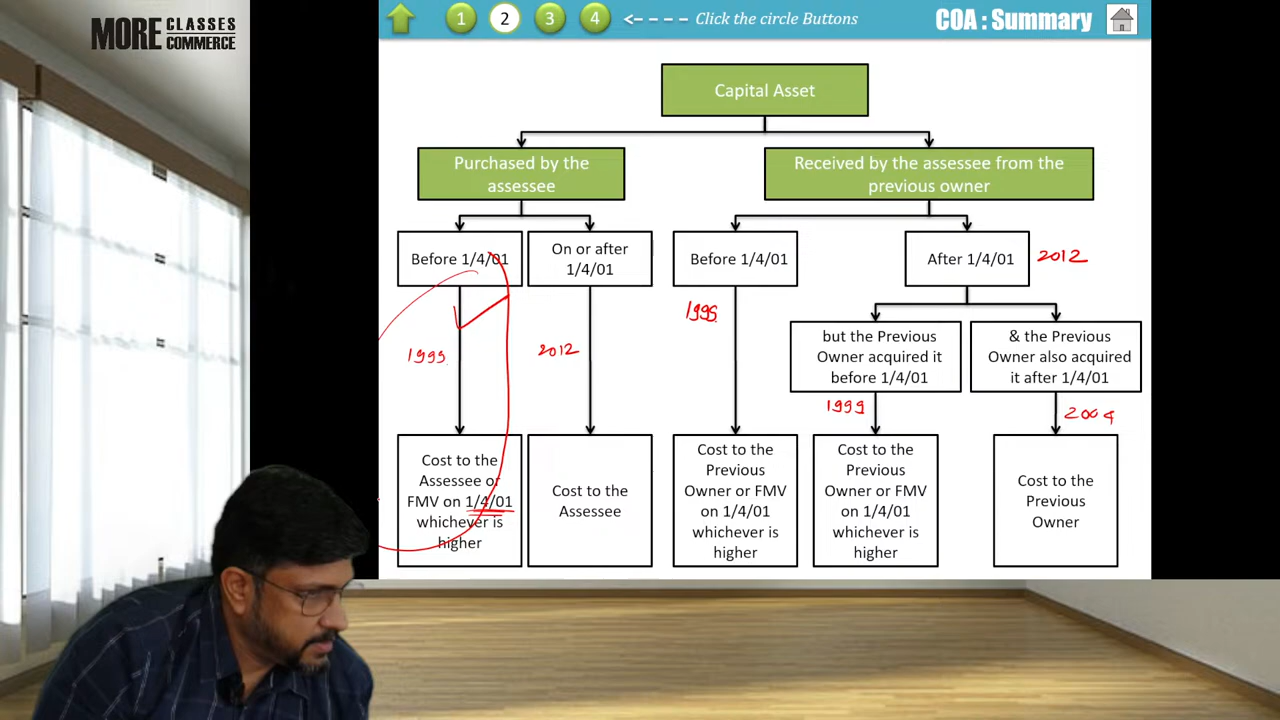 MORE CLASSES COMMERCE
1 2 3 4 <---- Click the circle Buttons
COA : Summary
Capital Asset
Purchased by the
assessee
Received by the assessee from the
previous owner
Before 1/4/01
On or after
1/4/01
Before 1/4/01
After 1/4/01
2012
but the Previous
Owner acquired it
before 1/4/01
& the Previous
Owner also acquired
it after 1/4/01
1999
2012
1999
2004
Cost to the
Assessee or
FMV on 1/4/01
whichever is
higher
Cost to the
Assessee
Cost to the
Previous
Owner or FMV
on 1/4/01
whichever is
higher
Cost to the
Previous
Owner or FMV
on 1/4/01
whichever is
higher
Cost to the
Previous
Owner